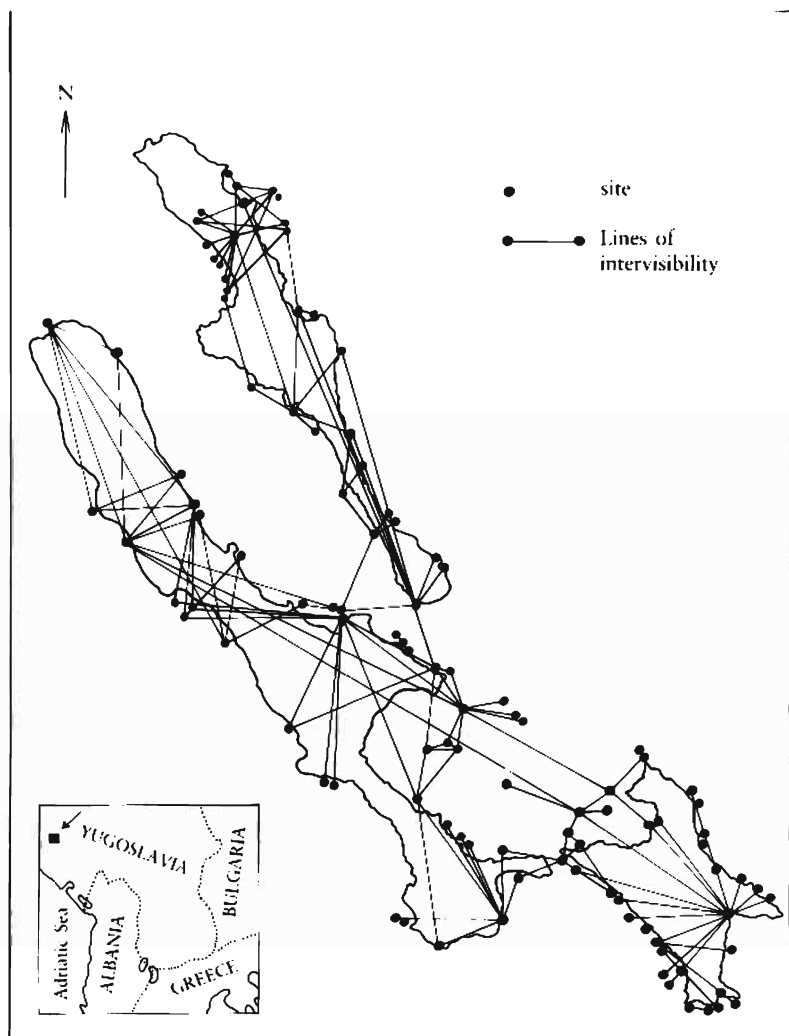 N
site
Lines of
intervisibility
YUGOSLAVIA
BULGARIA
Adriatic Sea
ALBANIA
GREECE